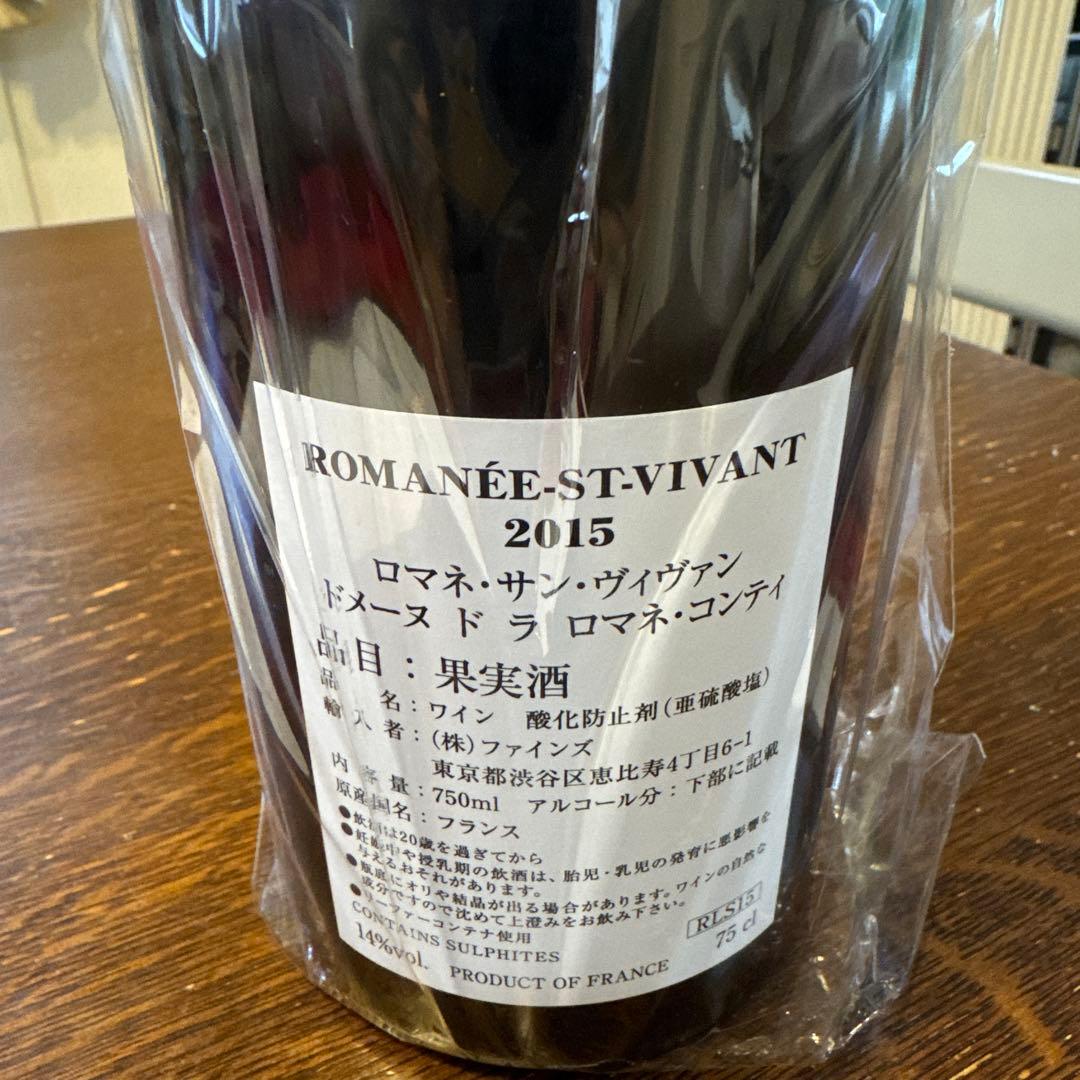 ROMANÉE-ST-VIVANT
2015
ロマネ・サン・ヴィヴァン
ドメーヌ ド ラ ロマネ・コンティ
品目：果実酒
品名：ワイン 酸化防止剤（亜硫酸塩）
輸入者：（株）ファインズ
東京都渋谷区恵比寿4丁目6-1
内容量：750ml アルコール分：下部に記載
原産国名：フランス
●飲酒は20歳を過ぎてから
●妊娠中や授乳期の飲酒は、胎児・乳児の発育に悪影響を
与えるおそれがあります。
●瓶底にオリや結晶が出る場合があります。ワインの自然な
成分ですので沈めて上澄みをお飲み下さい。
●リーファーコンテナ使用
CONTAINS SULPHITES
RLS15
14%vol. PRODUCT OF FRANCE 75 cl